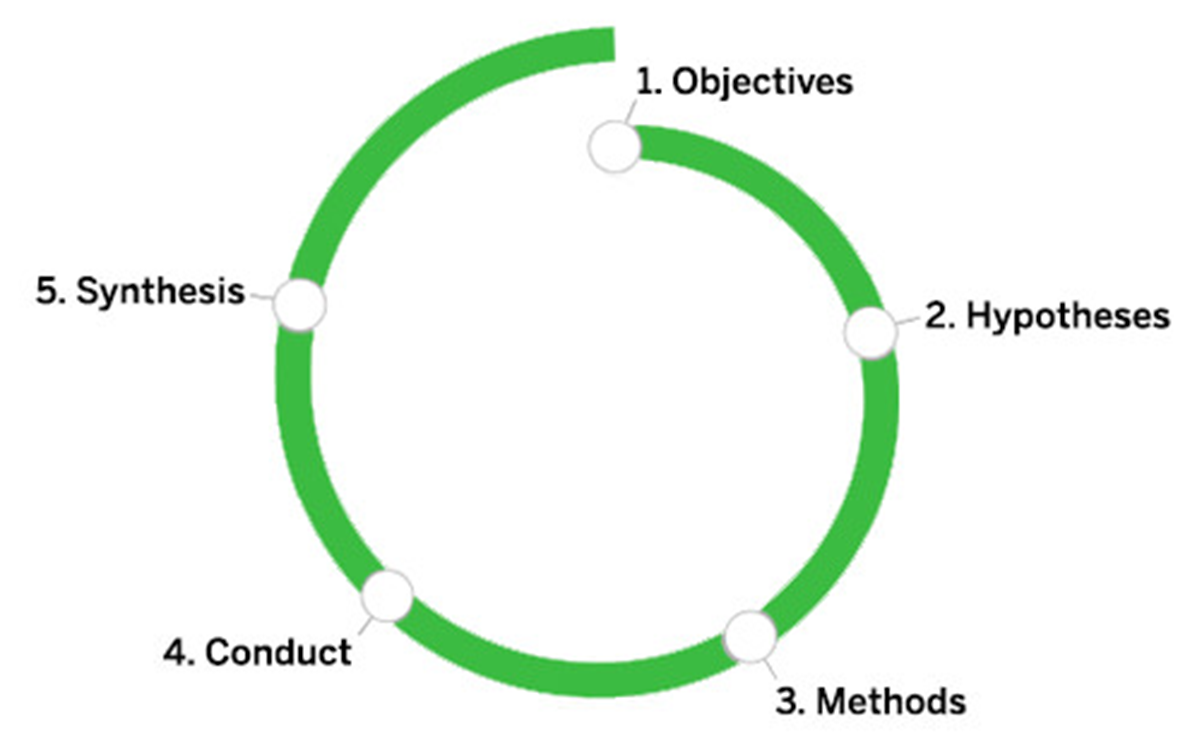 1. Objectives
2. Hypotheses
3. Methods
4. Conduct
5. Synthesis